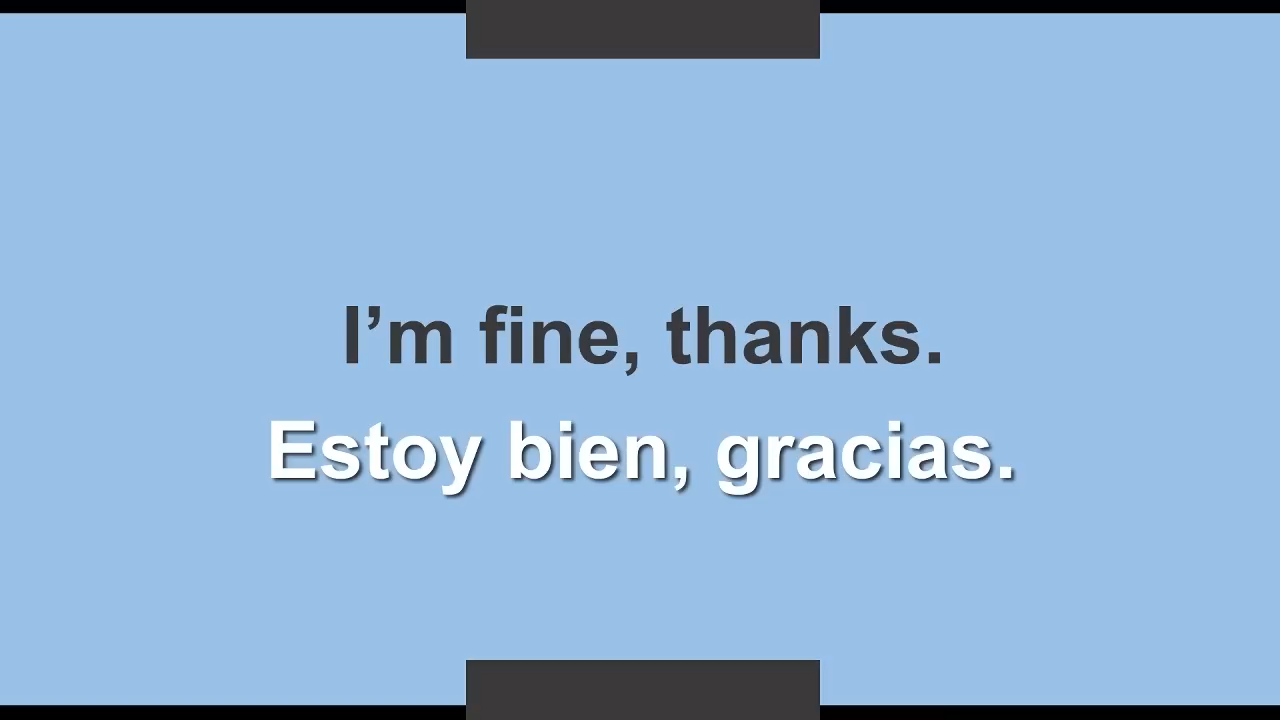 I’m fine, thanks.
Estoy bien, gracias.